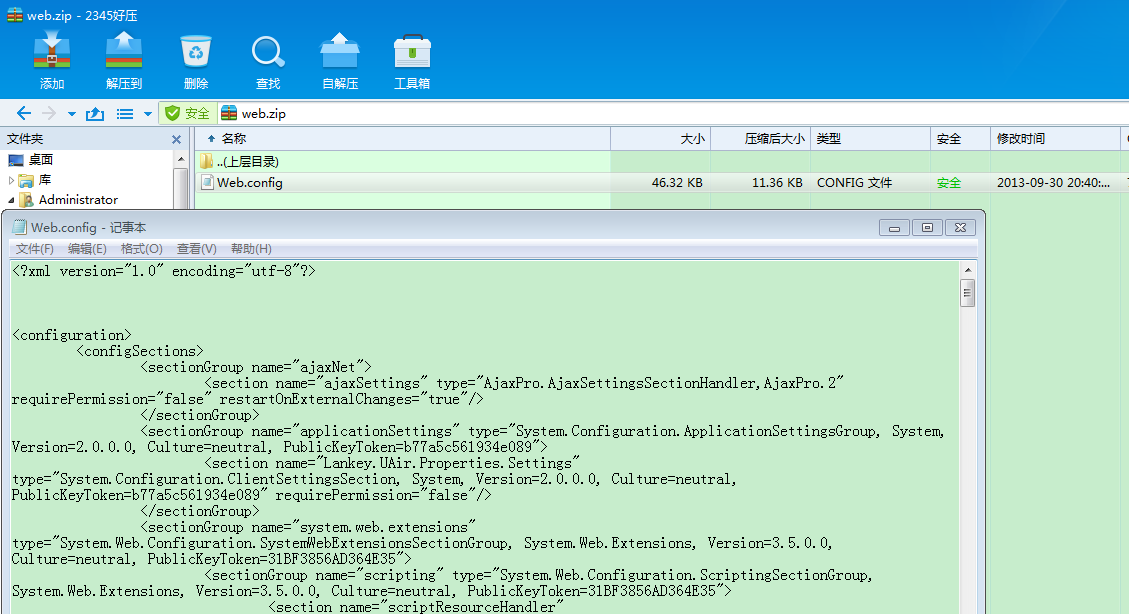 web.zip - 2345好压
添加 解压到 删除 查找 自解压 工具箱
安全 web.zip
文件夹 名称 大小 压缩后大小 类型 安全 修改时间
桌面 ..(上层目录)
库 Web.config 46.32 KB 11.36 KB CONFIG 文件 安全 2013-09-30 20:40:...
Administrator
Web.config - 记事本
文件(F) 编辑(E) 格式(O) 查看(V) 帮助(H)
<?xml version="1.0" encoding="utf-8"?>
<configuration>
<configSections>
<sectionGroup name="ajaxNet">
<section name="ajaxSettings" type="AjaxPro.AjaxSettingsSectionHandler,AjaxPro.2"
requirePermission="false" restartOnExternalChanges="true"/>
</sectionGroup>
<sectionGroup name="applicationSettings" type="System.Configuration.ApplicationSettingsGroup, System,
Version=2.0.0.0, Culture=neutral, PublicKeyToken=b77a5c561934e089">
<section name="Lankey.UAir.Properties.Settings"
type="System.Configuration.ClientSettingsSection, System, Version=2.0.0.0, Culture=neutral,
PublicKeyToken=b77a5c561934e089" requirePermission="false"/>
</sectionGroup>
<sectionGroup name="system.web.extensions"
type="System.Web.Configuration.SystemWebExtensionsSectionGroup, System.Web.Extensions, Version=3.5.0.0,
Culture=neutral, PublicKeyToken=31BF3856AD364E35">
<sectionGroup name="scripting" type="System.Web.Configuration.ScriptingSectionGroup,
System.Web.Extensions, Version=3.5.0.0, Culture=neutral, PublicKeyToken=31BF3856AD364E35">
<section name="scriptResourceHandler"